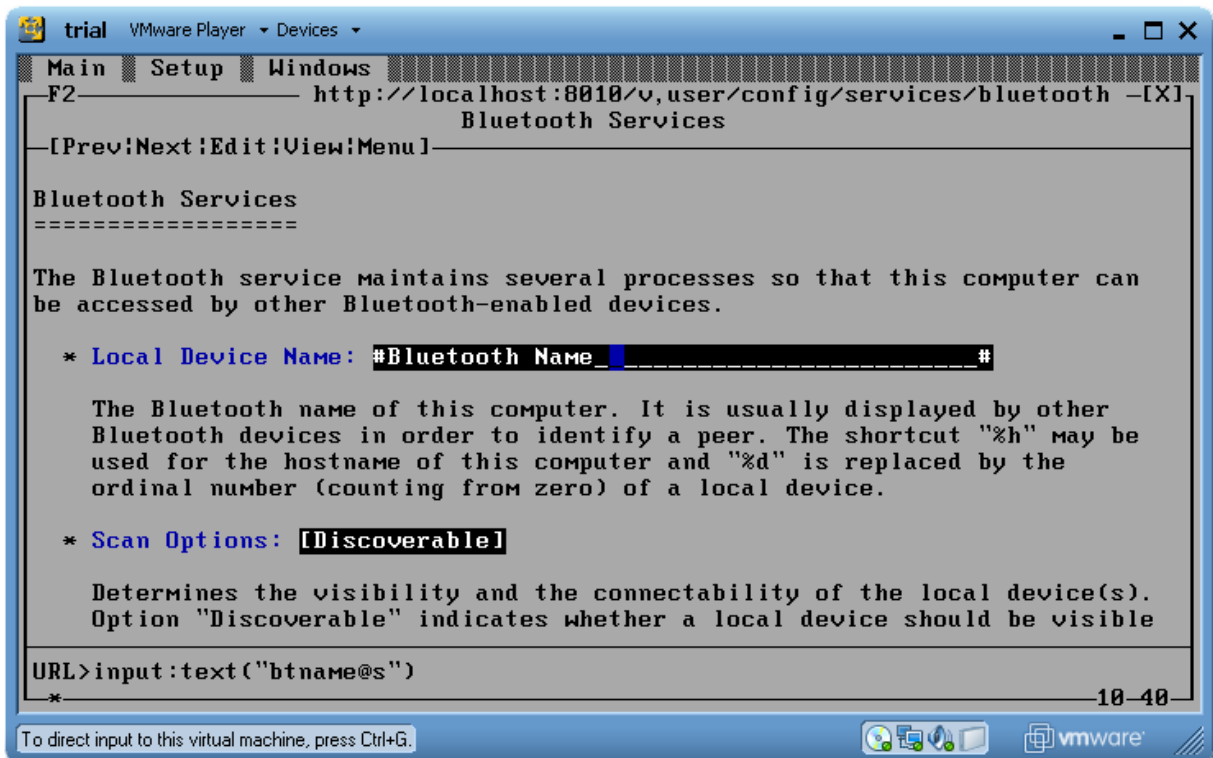 trial VMware Player Devices
Main Setup Windows
F2 http://localhost:8010/v,user/config/services/bluetooth [X]
Bluetooth Services
[Prev¦Next¦Edit¦View¦Menu]
Bluetooth Services
==================
The Bluetooth service maintains several processes so that this computer can
be accessed by other Bluetooth-enabled devices.
* Local Device Name: #Bluetooth Name__________________________#
The Bluetooth name of this computer. It is usually displayed by other
Bluetooth devices in order to identify a peer. The shortcut "%h" may be
used for the hostname of this computer and "%d" is replaced by the
ordinal number (counting from zero) of a local device.
* Scan Options: [Discoverable]
Determines the visibility and the connectability of the local device(s).
Option "Discoverable" indicates whether a local device should be visible
URL>input:text("btname@s")
* 10-40
To direct input to this virtual machine, press Ctrl+G.
vmware